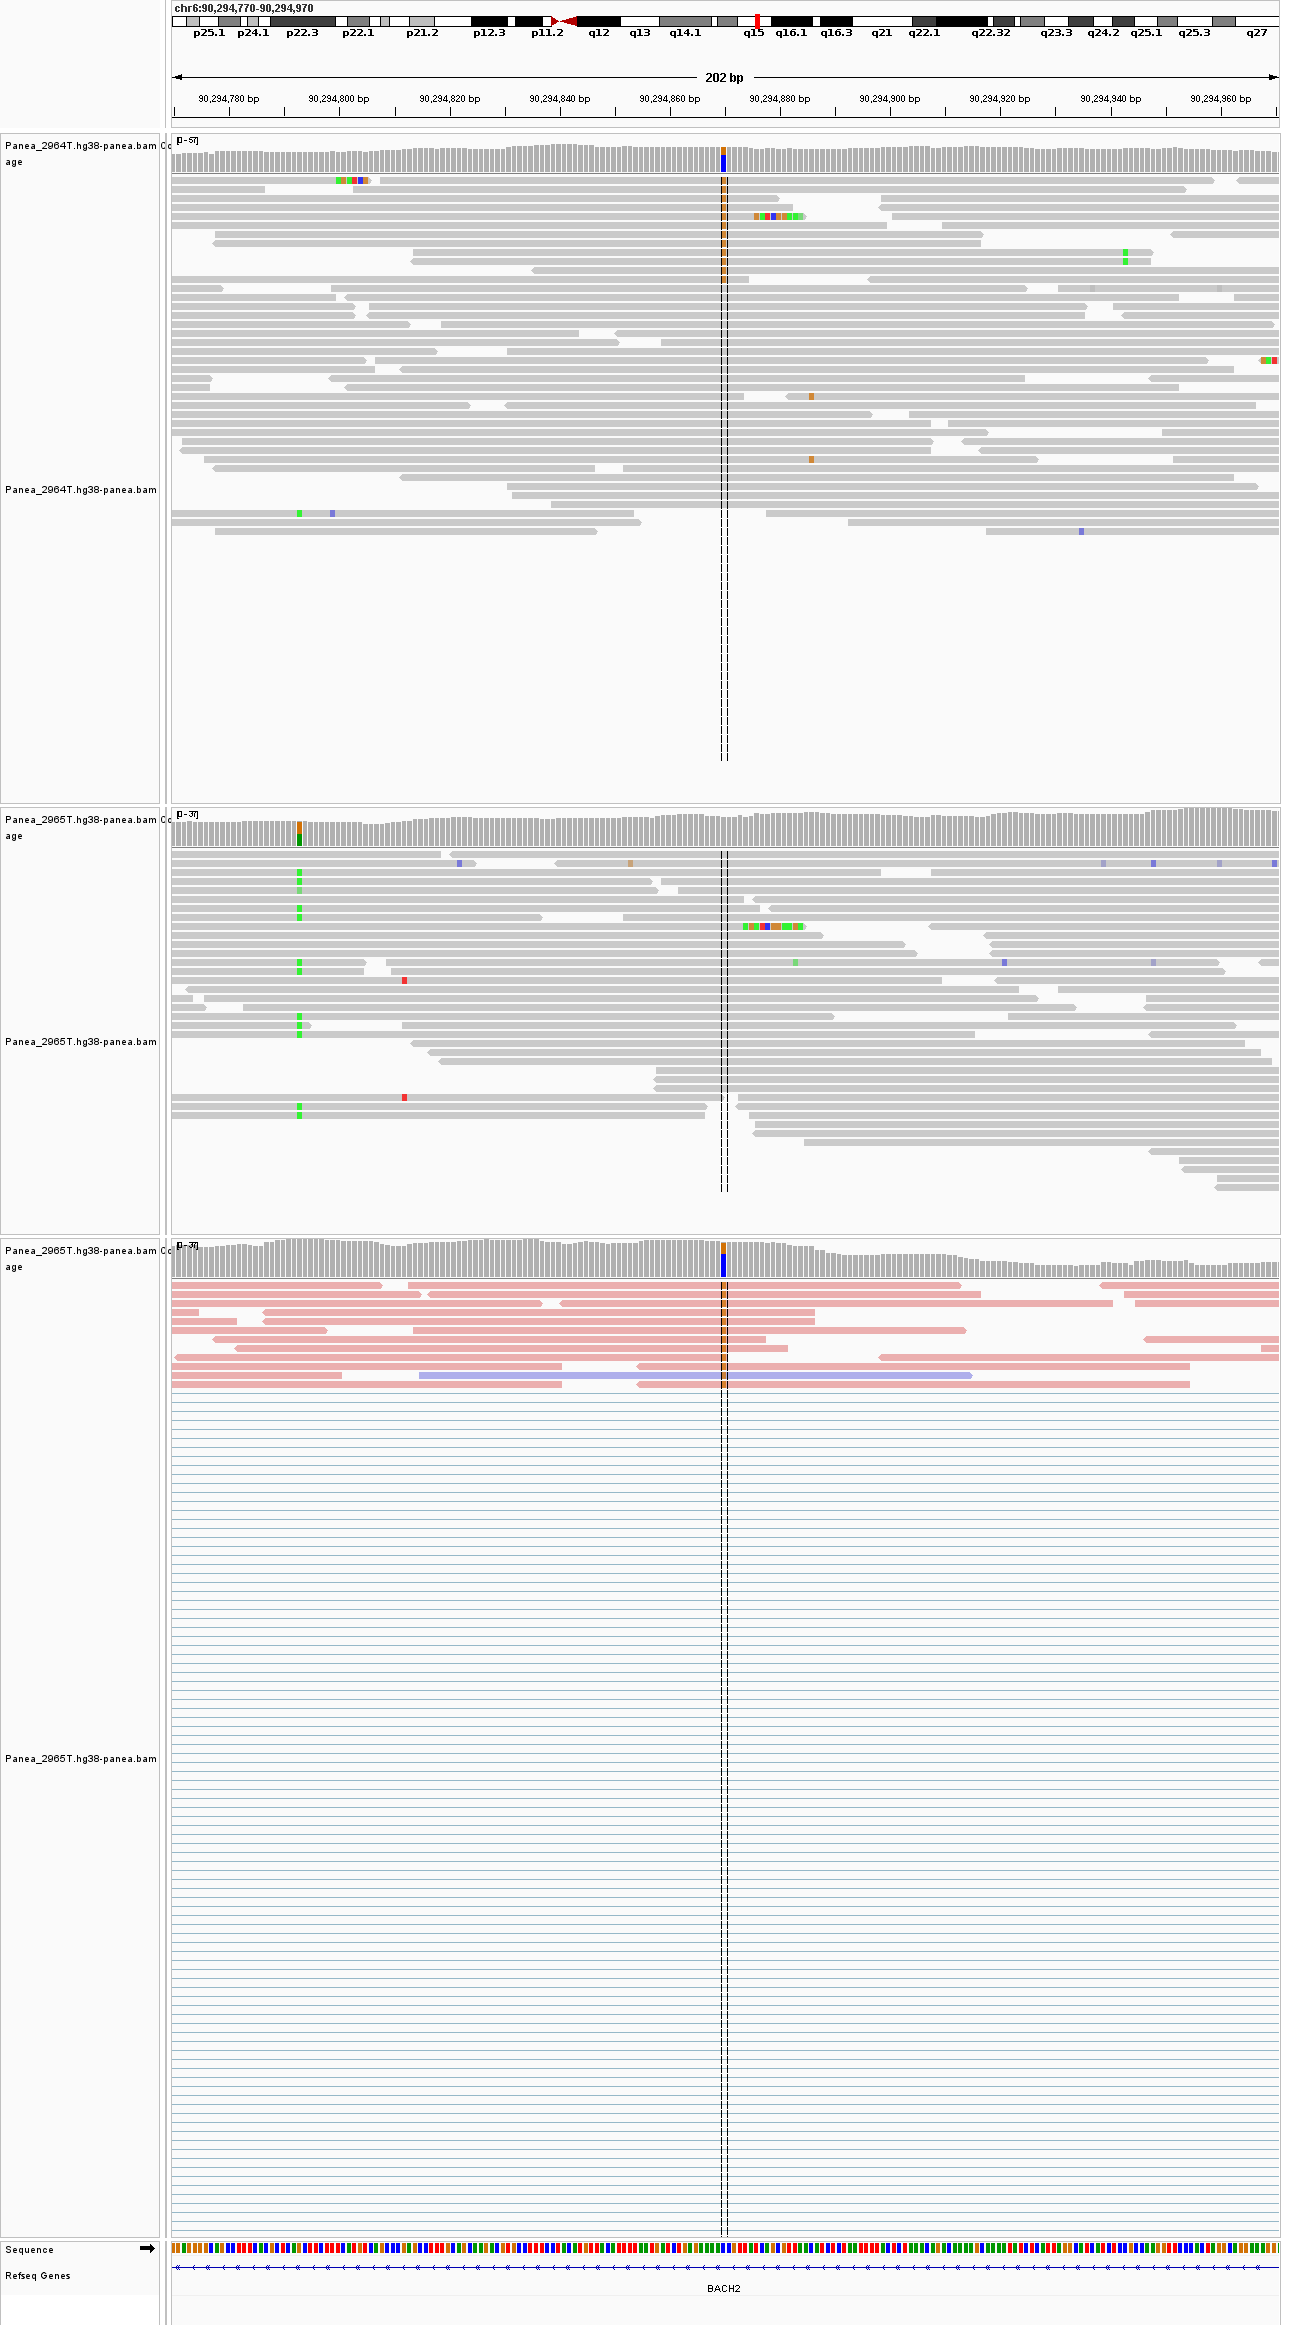 chr6:90,294,770-90,294,970
p25.1 p24.1 p22.3 p22.1 p21.2 p12.3 p11.2 q12 q13 q14.1 q15 q16.1 q16.3 q21 q22.1 q22.32 q23.3 q24.2 q25.1 q25.3 q27
202 bp
90,294,780 bp 90,294,800 bp 90,294,820 bp 90,294,840 bp 90,294,860 bp 90,294,880 bp 90,294,900 bp 90,294,920 bp 90,294,940 bp 90,294,960 bp
Panea_2964T.hg38-panea.bam Co
age
[0 - 57]
Panea_2964T.hg38-panea.bam
Panea_2965T.hg38-panea.bam Co
age
[0 - 37]
Panea_2965T.hg38-panea.bam
Panea_2965T.hg38-panea.bam Co
age
[0 - 37]
Panea_2965T.hg38-panea.bam
Sequence
Refseq Genes
BACH2